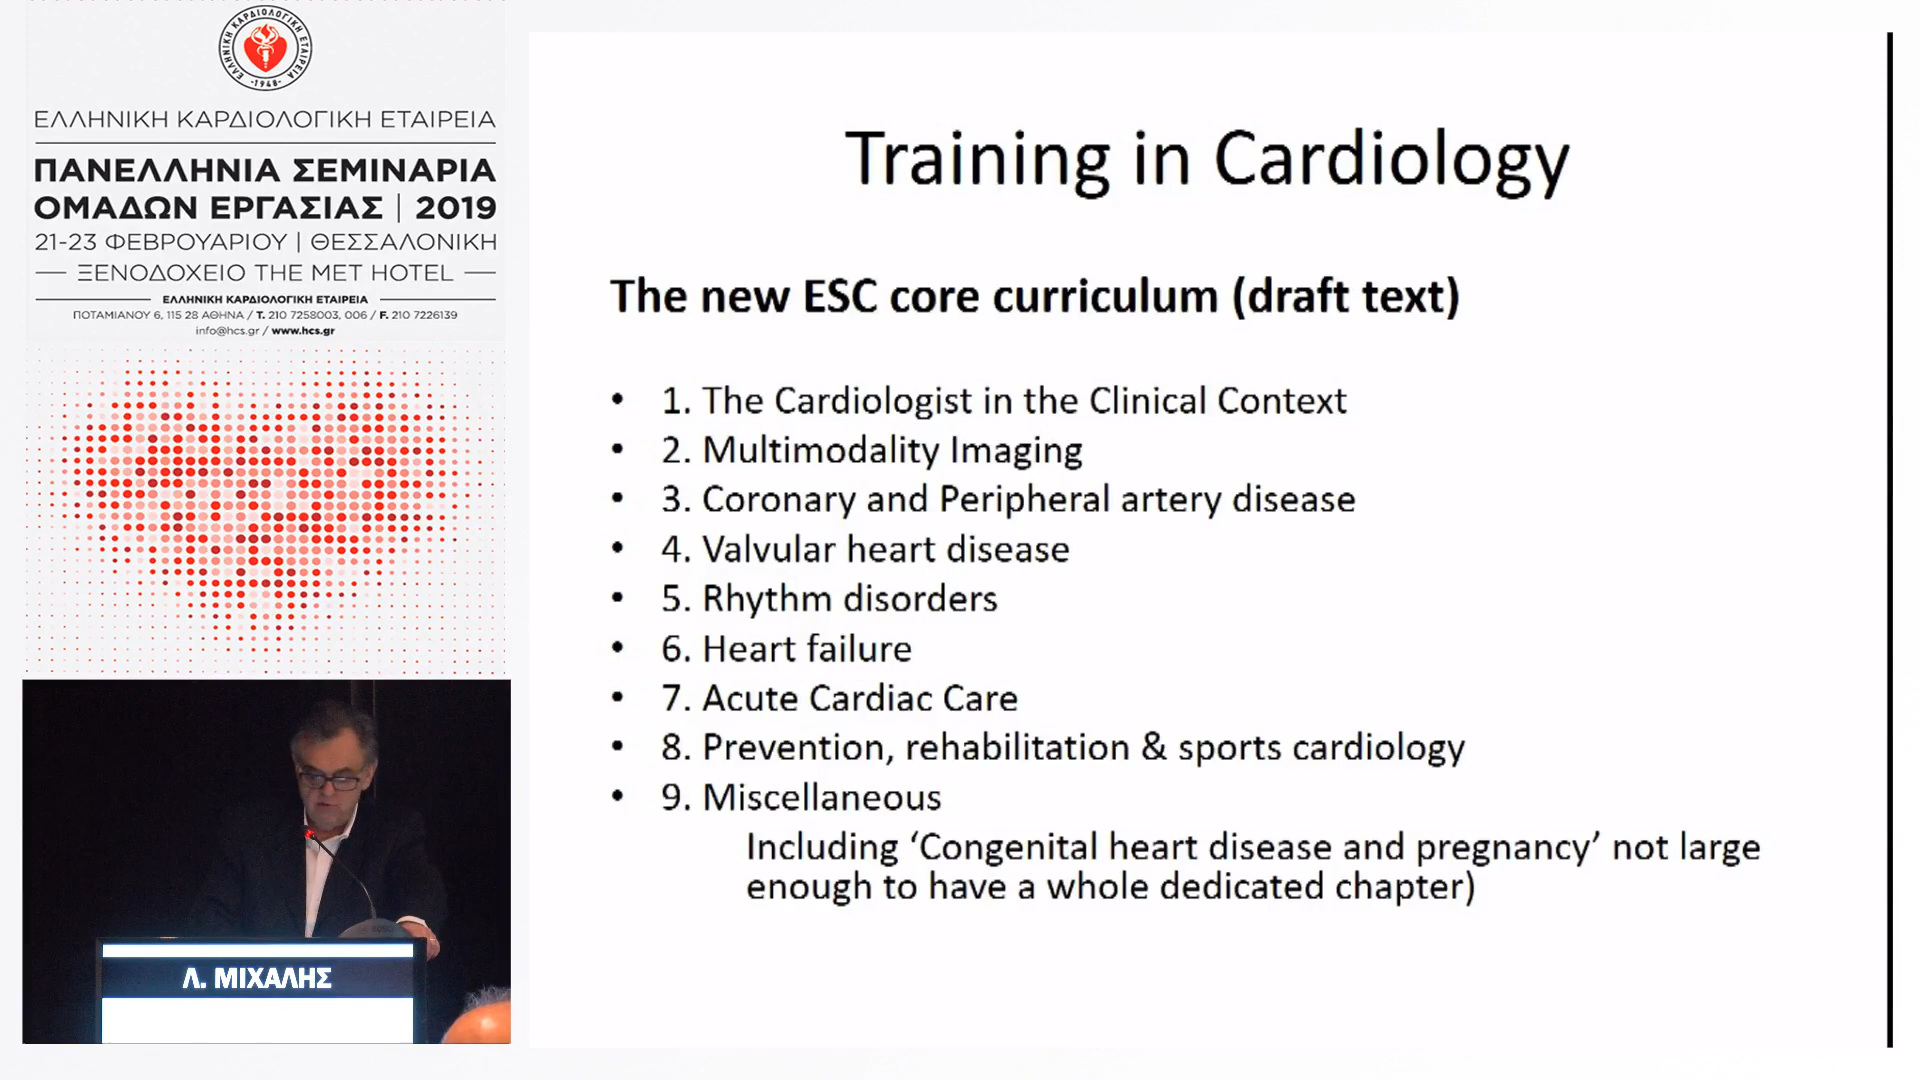 ΕΛΛΗΝΙΚΗ ΚΑΡΔΙΟΛΟΓΙΚΗ ΕΤΑΙΡΕΙΑ
-1948-
ΕΛΛΗΝΙΚΗ ΚΑΡΔΙΟΛΟΓΙΚΗ ΕΤΑΙΡΕΙΑ
ΠΑΝΕΛΛΗΝΙΑ ΣΕΜΙΝΑΡΙΑ
ΟΜΑΔΩΝ ΕΡΓΑΣΙΑΣ | 2019
21-23 ΦΕΒΡΟΥΑΡΙΟΥ | ΘΕΣΣΑΛΟΝΙΚΗ
ΞΕΝΟΔΟΧΕΙΟ THE MET HOTEL
ΕΛΛΗΝΙΚΗ ΚΑΡΔΙΟΛΟΓΙΚΗ ΕΤΑΙΡΕΙΑ
ΠΟΤΑΜΙΑΝΟΥ 6, 115 28 ΑΘΗΝΑ / Τ. 210 7258003, 006 / F. 210 7226139
info@hcs.gr / www.hcs.gr
Λ. ΜΙΧΑΛΗΣ
Training in Cardiology
The new ESC core curriculum (draft text)
• 1. The Cardiologist in the Clinical Context
• 2. Multimodality Imaging
• 3. Coronary and Peripheral artery disease
• 4. Valvular heart disease
• 5. Rhythm disorders
• 6. Heart failure
• 7. Acute Cardiac Care
• 8. Prevention, rehabilitation & sports cardiology
• 9. Miscellaneous
Including ‘Congenital heart disease and pregnancy’ not large
enough to have a whole dedicated chapter)